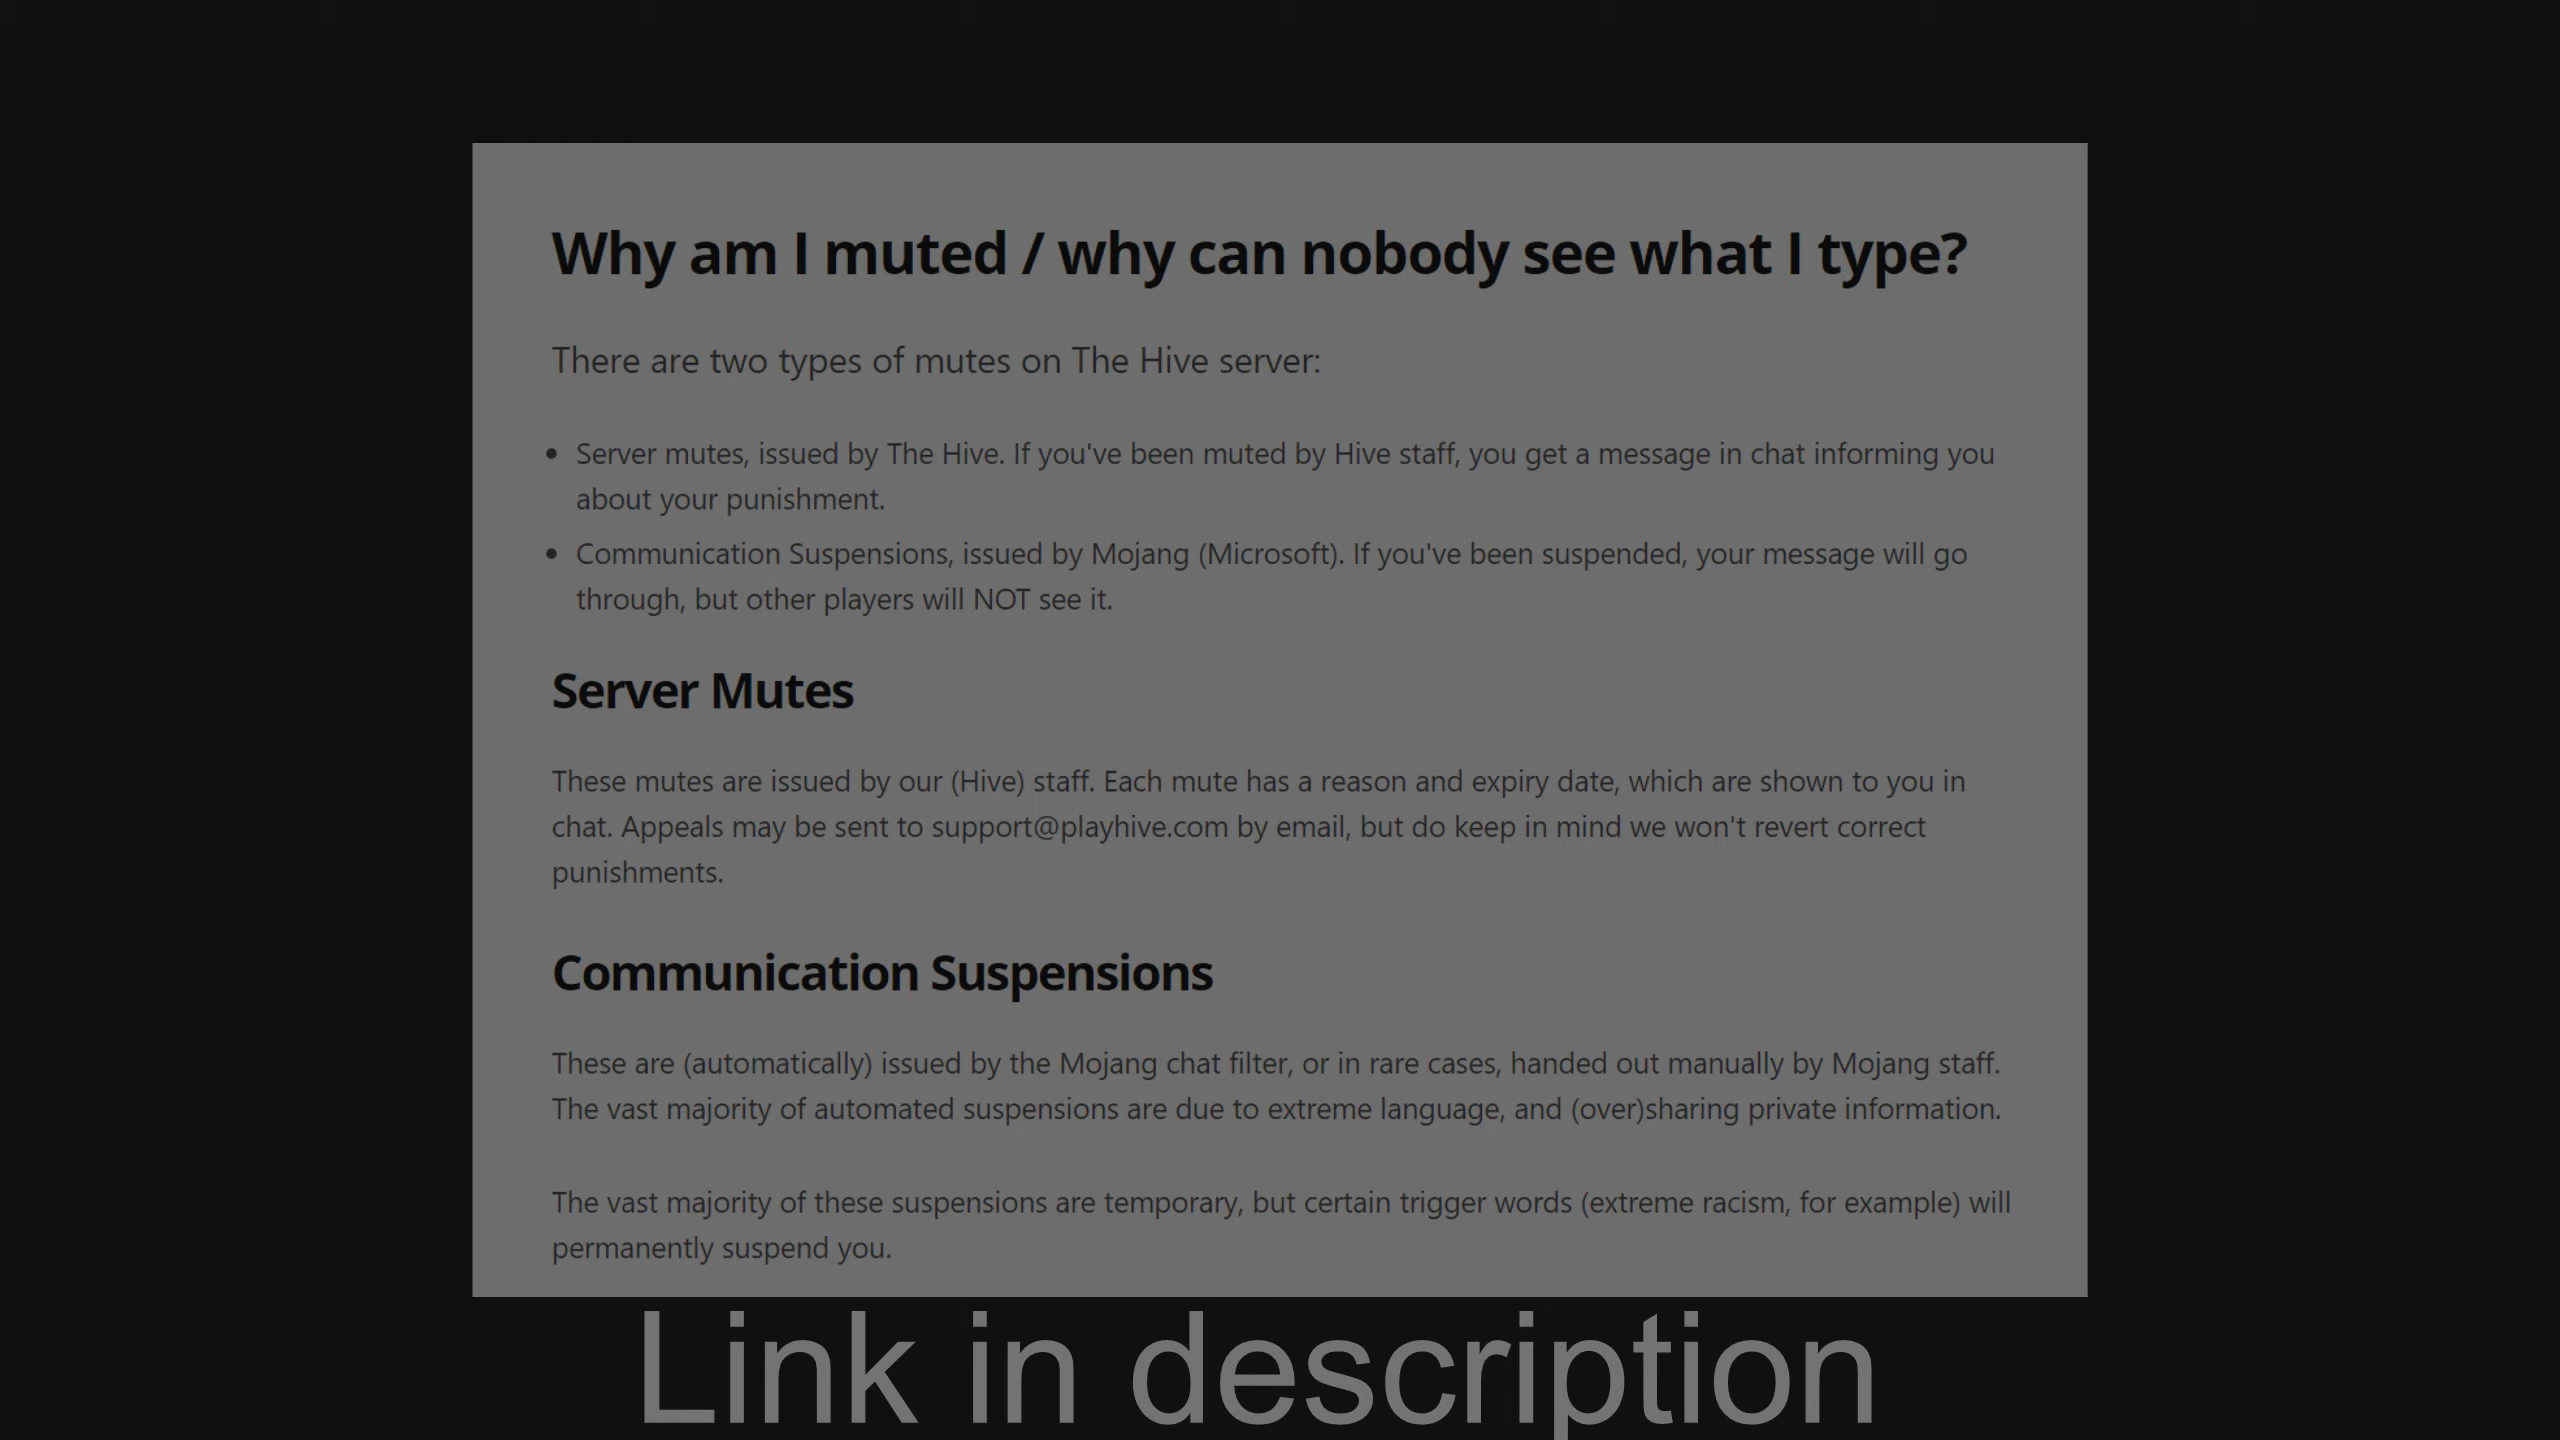 Why am I muted / why can nobody see what I type?
There are two types of mutes on The Hive server:
• Server mutes, issued by The Hive. If you've been muted by Hive staff, you get a message in chat informing you
about your punishment.
• Communication Suspensions, issued by Mojang (Microsoft). If you've been suspended, your message will go
through, but other players will NOT see it.
Server Mutes
These mutes are issued by our (Hive) staff. Each mute has a reason and expiry date, which are shown to you in
chat. Appeals may be sent to support@playhive.com by email, but do keep in mind we won't revert correct
punishments.
Communication Suspensions
These are (automatically) issued by the Mojang chat filter, or in rare cases, handed out manually by Mojang staff.
The vast majority of automated suspensions are due to extreme language, and (over)sharing private information.
The vast majority of these suspensions are temporary, but certain trigger words (extreme racism, for example) will
permanently suspend you.
Link in description